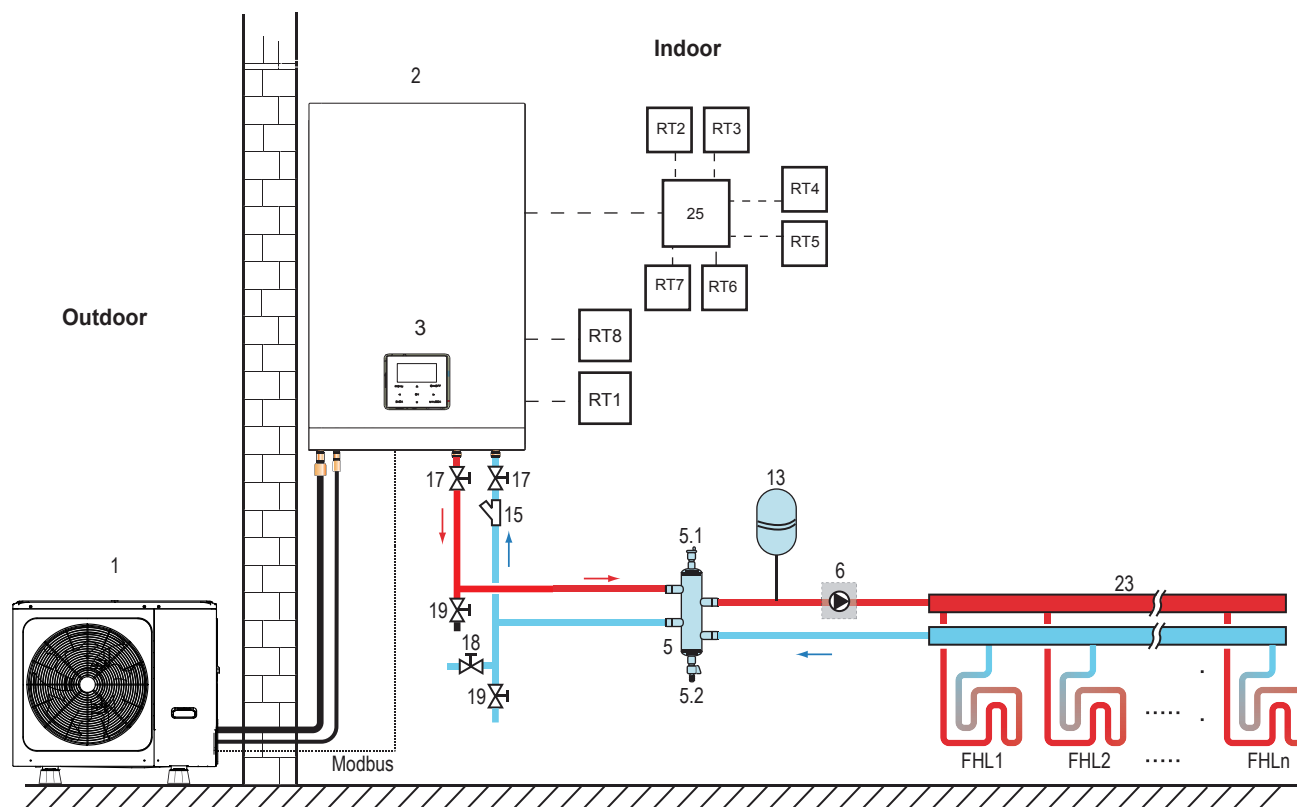 Indoor
2
RT2
RT3
RT4
25
RT5
RT7
RT6
Outdoor
3
RT8
RT1
17
17
15
13
5.1
1
6
23
19
18
5
19
5.2
.....
.
.
Modbus
FHL1
FHL2
.....
FHLn